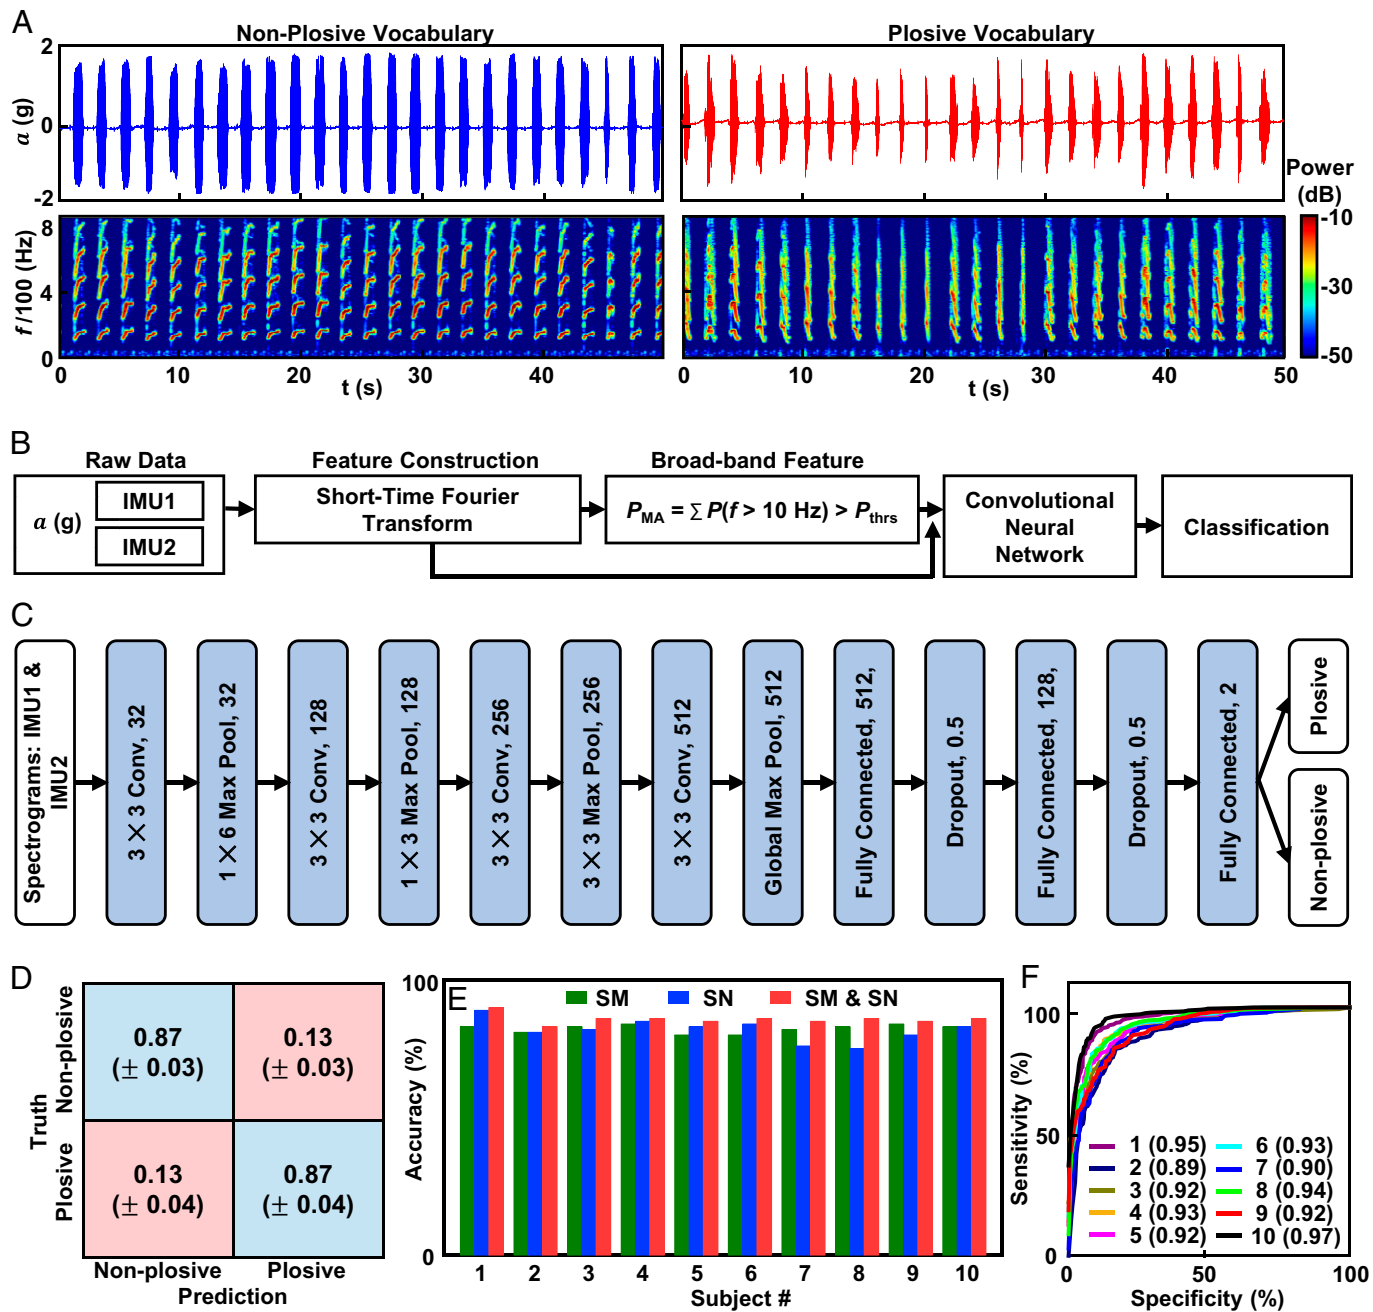 A
Non-Plosive Vocabulary
Plosive Vocabulary
2
0
-2
a (g)
Power
(dB)
-10
-30
-50
8
4
0
f/100 (Hz)
0 10 20 30 40
t (s)
0 10 20 30 40 50
t (s)
B
Raw Data
Feature Construction
Broad-band Feature
a (g)
IMU1
IMU2
Short-Time Fourier
Transform
P_MA = ∑ P(f > 10 Hz) > P_thrs
Convolutional
Neural
Network
Classification
C
Spectrograms: IMU1 &
IMU2
3 × 3 Conv, 32
1 × 6 Max Pool, 32
3 × 3 Conv, 128
1 × 3 Max Pool, 128
3 × 3 Conv, 256
3 × 3 Max Pool, 256
3 × 3 Conv, 512
Global Max Pool, 512
Fully Connected, 512,
Dropout, 0.5
Fully Connected, 128,
Dropout, 0.5
Fully Connected, 2
Plosive
Non-plosive
D
Truth
Non-plosive
Plosive
0.87
(± 0.03)
0.13
(± 0.03)
0.13
(± 0.04)
0.87
(± 0.04)
Non-plosive Plosive
Prediction
E
100
0
Accuracy (%)
SM SN SM & SN
1 2 3 4 5 6 7 8 9 10
Subject #
F
100
50
0
Sensitivity (%)
1 (0.95) 6 (0.93)
2 (0.89) 7 (0.90)
3 (0.92) 8 (0.94)
4 (0.93) 9 (0.92)
5 (0.92) 10 (0.97)
0 50 100
Specificity (%)